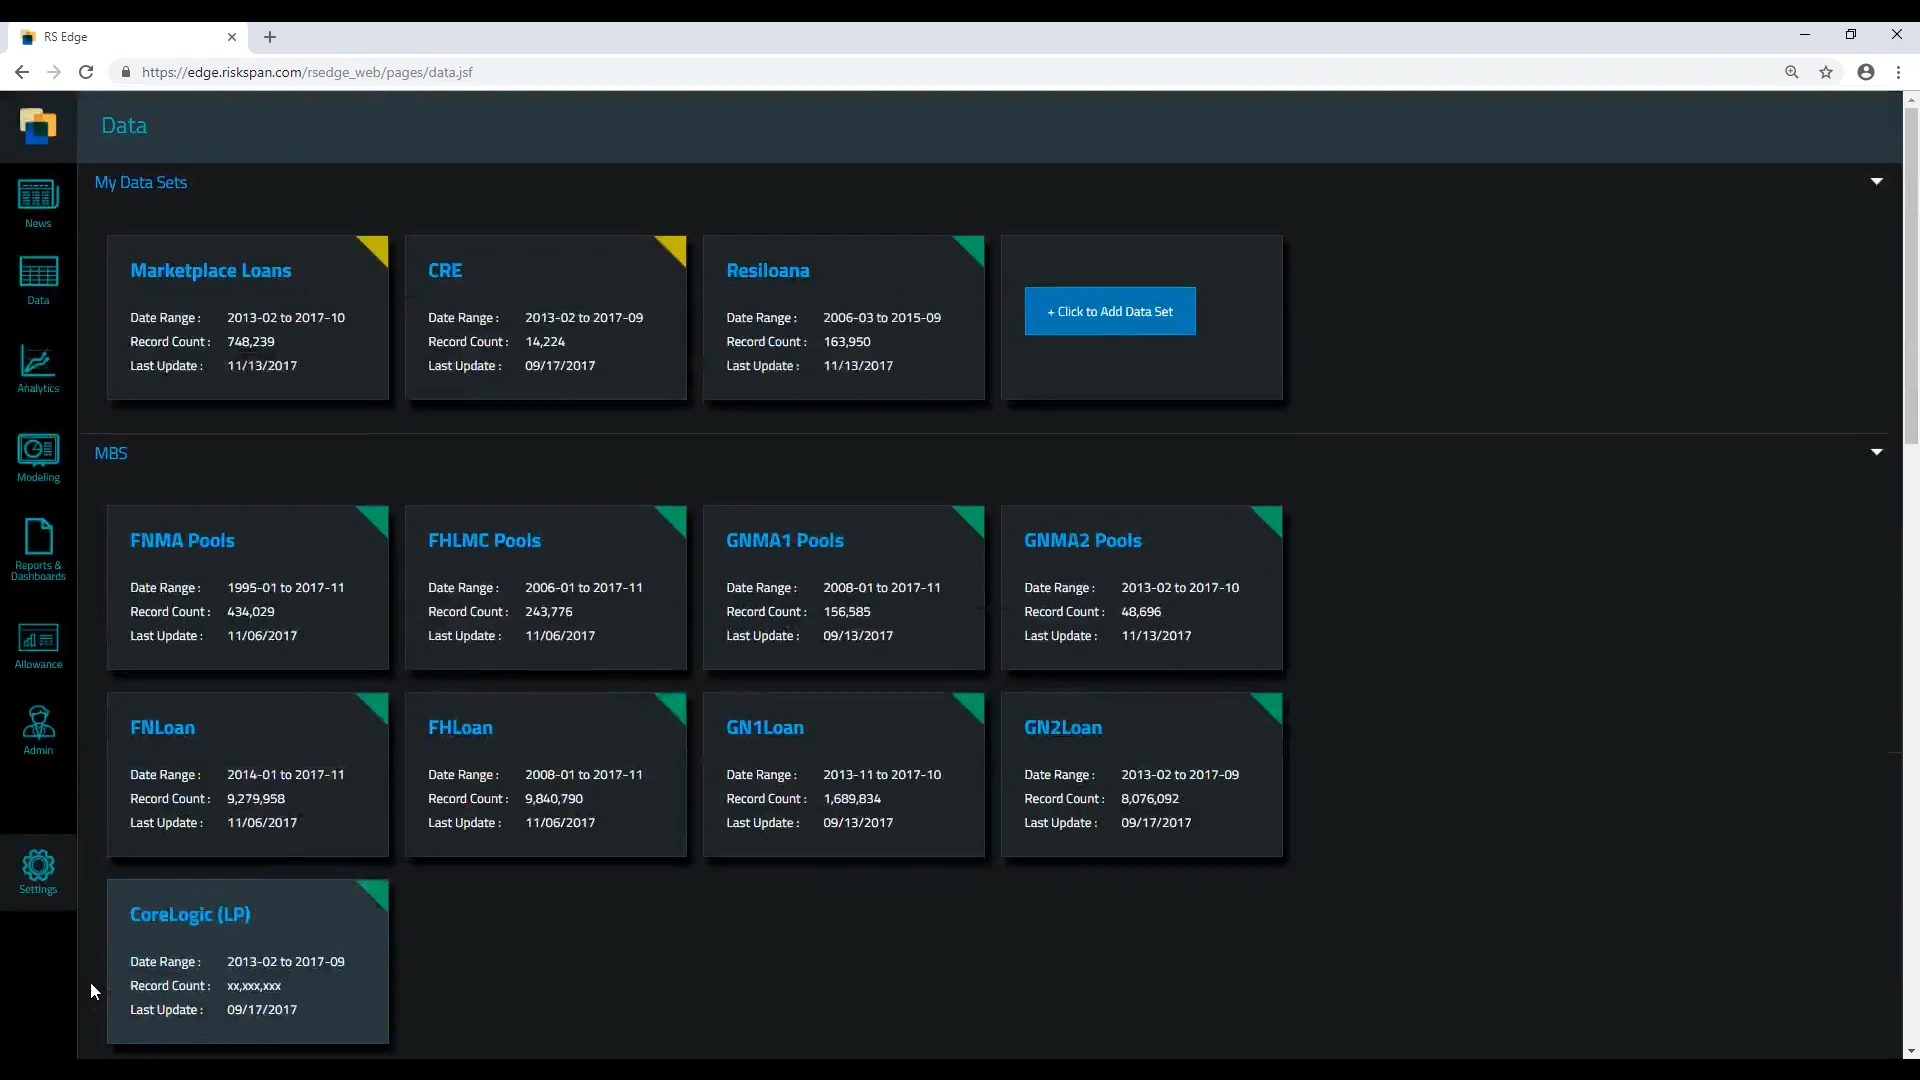 RS Edge
https://edge.riskspan.com/rsedge_web/pages/data.jsf
Data
My Data Sets
News
Data
Analytics
Modeling
Reports &
Dashboards
Allowance
Admin
Settings
Marketplace Loans
Date Range : 2013-02 to 2017-10
Record Count : 748,239
Last Update : 11/13/2017
CRE
Date Range : 2013-02 to 2017-09
Record Count : 14,224
Last Update : 09/17/2017
Resiloana
Date Range : 2006-03 to 2015-09
Record Count : 163,950
Last Update : 11/13/2017
+ Click to Add Data Set
MBS
FNMA Pools
Date Range : 1995-01 to 2017-11
Record Count : 434,029
Last Update : 11/06/2017
FHLMC Pools
Date Range : 2006-01 to 2017-11
Record Count : 243,776
Last Update : 11/06/2017
GNMA1 Pools
Date Range : 2008-01 to 2017-11
Record Count : 156,585
Last Update : 09/13/2017
GNMA2 Pools
Date Range : 2013-02 to 2017-10
Record Count : 48,696
Last Update : 11/13/2017
FNLoan
Date Range : 2014-01 to 2017-11
Record Count : 9,279,958
Last Update : 11/06/2017
FHLoan
Date Range : 2008-01 to 2017-11
Record Count : 9,840,790
Last Update : 11/06/2017
GN1Loan
Date Range : 2013-11 to 2017-10
Record Count : 1,689,834
Last Update : 09/13/2017
GN2Loan
Date Range : 2013-02 to 2017-09
Record Count : 8,076,092
Last Update : 09/17/2017
CoreLogic (LP)
Date Range : 2013-02 to 2017-09
Record Count : xx,xxx,xxx
Last Update : 09/17/2017